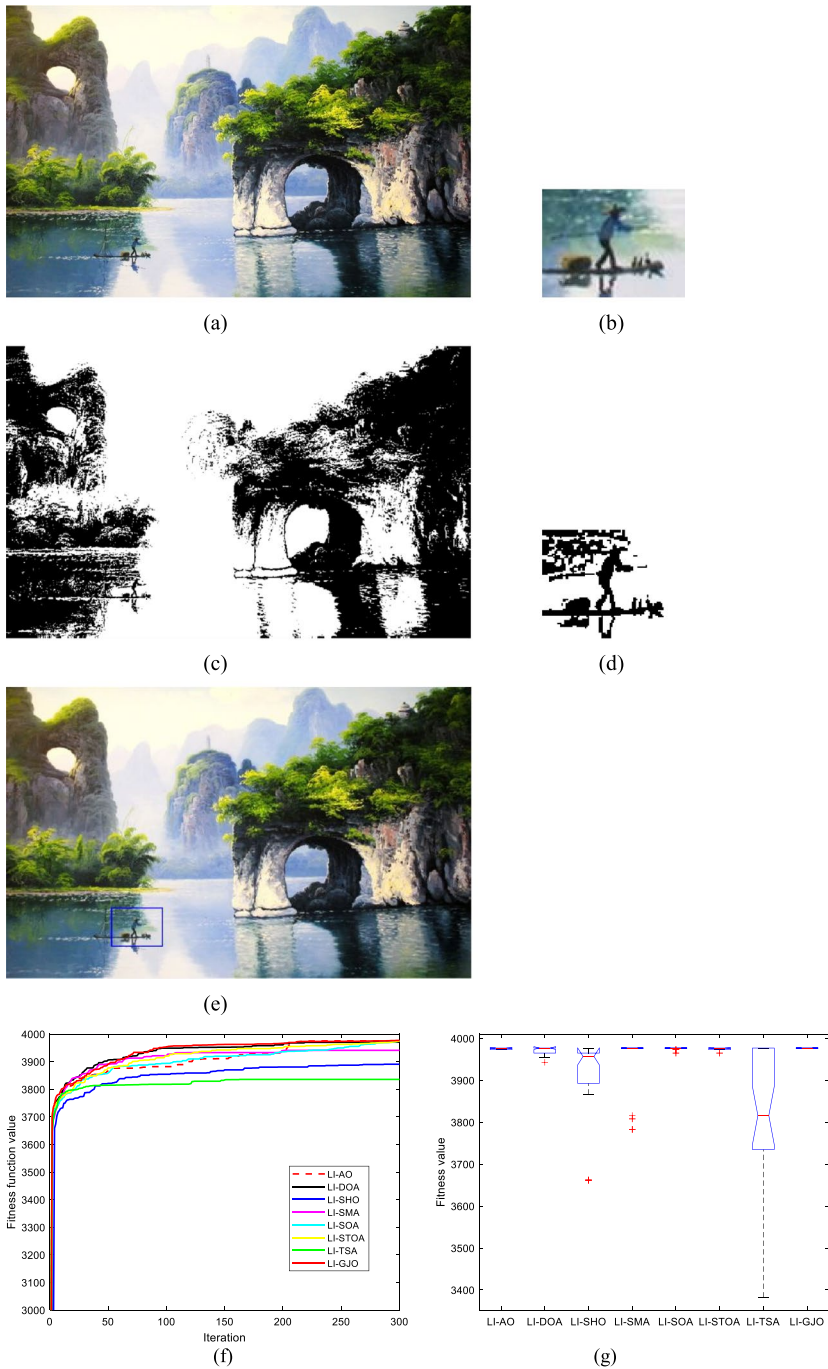 (a)
(b)
(c)
(d)
(e)
4000
3900
3800
3700
3600
3500
3400
3300
3200
3100
3000
Fitness function value
0
50
100
150
200
250
300
Iteration
LI-AO
LI-DOA
LI-SHO
LI-SMA
LI-SOA
LI-STOA
LI-TSA
LI-GJO
(f)
4000
3900
3800
3700
3600
3500
3400
Fitness value
LI-AO
LI-DOA
LI-SHO
LI-SMA
LI-SOA
LI-STOA
LI-TSA
LI-GJO
(g)